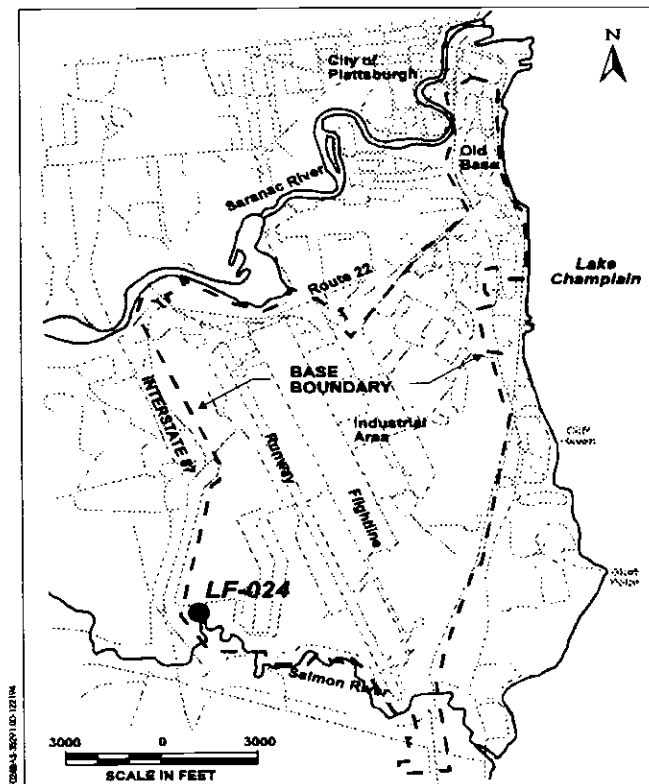 N
City of
Plattsburgh
Old
Base
Saranac River
Lake
Champlain
Route 22
BASE
BOUNDARY
INTERSTATE 87
Industrial
Area
Runway
Flightline
LF-024
Salmon River
3000 0 3000
SCALE IN FEET